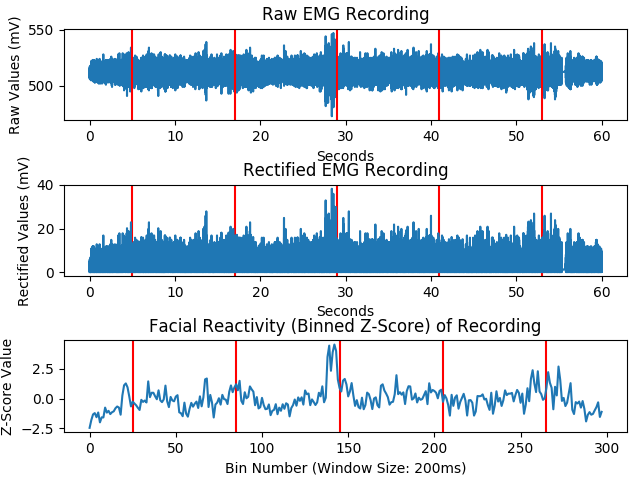 Raw EMG Recording
Raw Values (mV)
550
500
0 10 20 30 40 50 60
Seconds
Rectified EMG Recording
Rectified Values (mV)
40
20
0
0 10 20 30 40 50 60
Seconds
Facial Reactivity (Binned Z-Score) of Recording
Z-Score Value
2.5
0.0
−2.5
0 50 100 150 200 250 300
Bin Number (Window Size: 200ms)